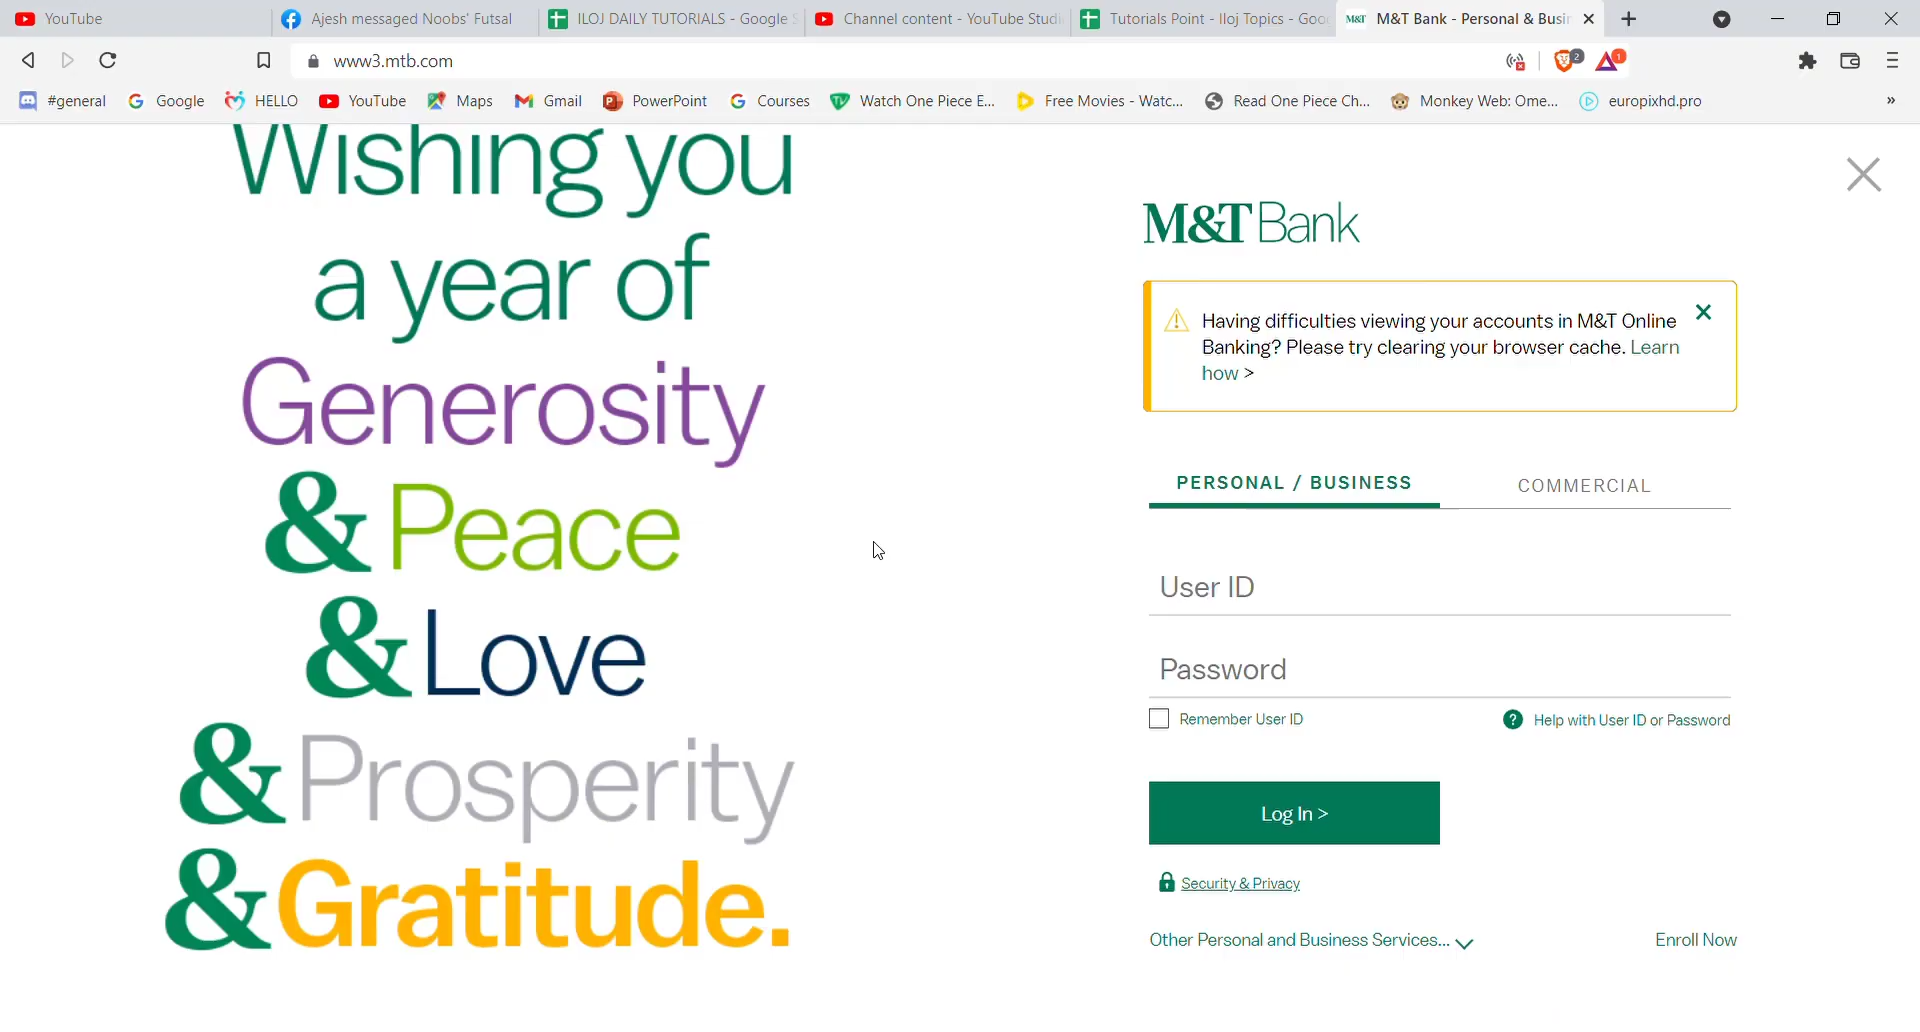 YouTube
Ajesh messaged Noobs' Futsal
ILOJ DAILY TUTORIALS - Google S
Channel content - YouTube Studi
Tutorials Point - Iloj Topics - Goo
M&T M&T Bank - Personal & Busi
www3.mtb.com
2
1
#general
Google
HELLO
YouTube
Maps
Gmail
PowerPoint
Courses
Watch One Piece E...
Free Movies - Watc...
Read One Piece Ch...
Monkey Web: Ome...
europixhd.pro
»
Wishing you
a year of
Generosity
& Peace
& Love
& Prosperity
& Gratitude.
M&T Bank
Having difficulties viewing your accounts in M&T Online
Banking? Please try clearing your browser cache. Learn
how >
PERSONAL / BUSINESS
COMMERCIAL
User ID
Password
Remember User ID
? Help with User ID or Password
Log In >
Security & Privacy
Other Personal and Business Services...
Enroll Now